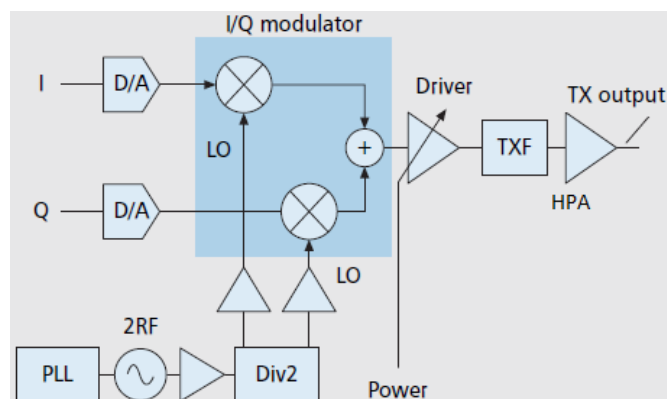 I/Q modulator
I
D/A
Driver
TX output
LO
+
TXF
HPA
Q
D/A
LO
2RF
PLL
Div2
Power